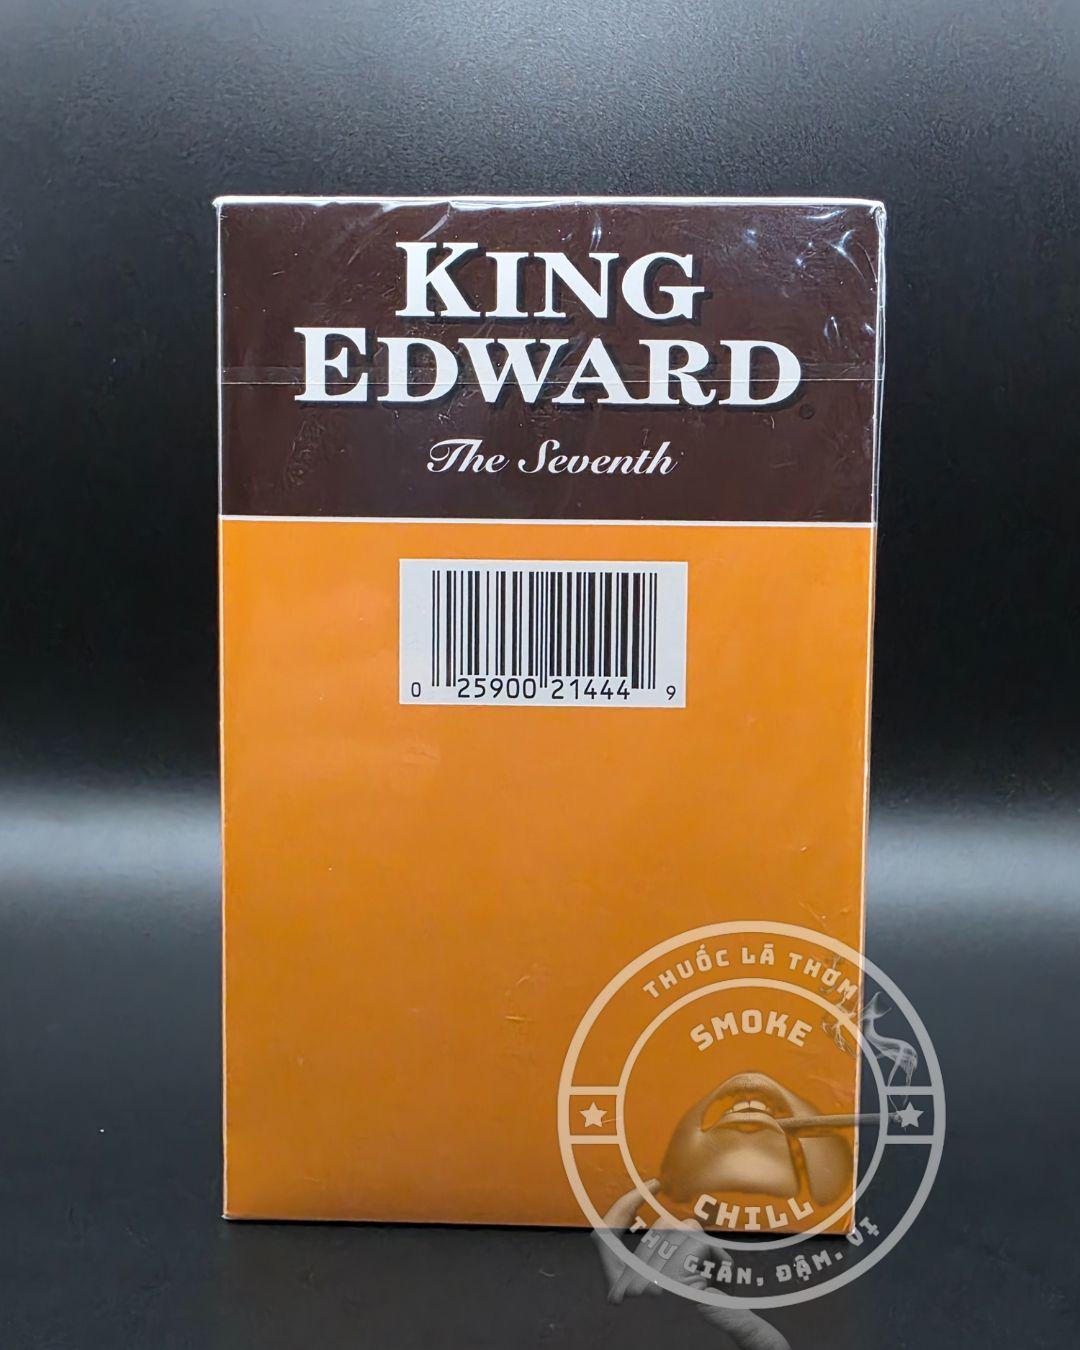 KING
EDWARD
The Seventh
0 25900 21444 9
THUỐC LÁ THƠM
SMOKE
CHILL
THƯ GIÃN, ĐẬM. VỊ